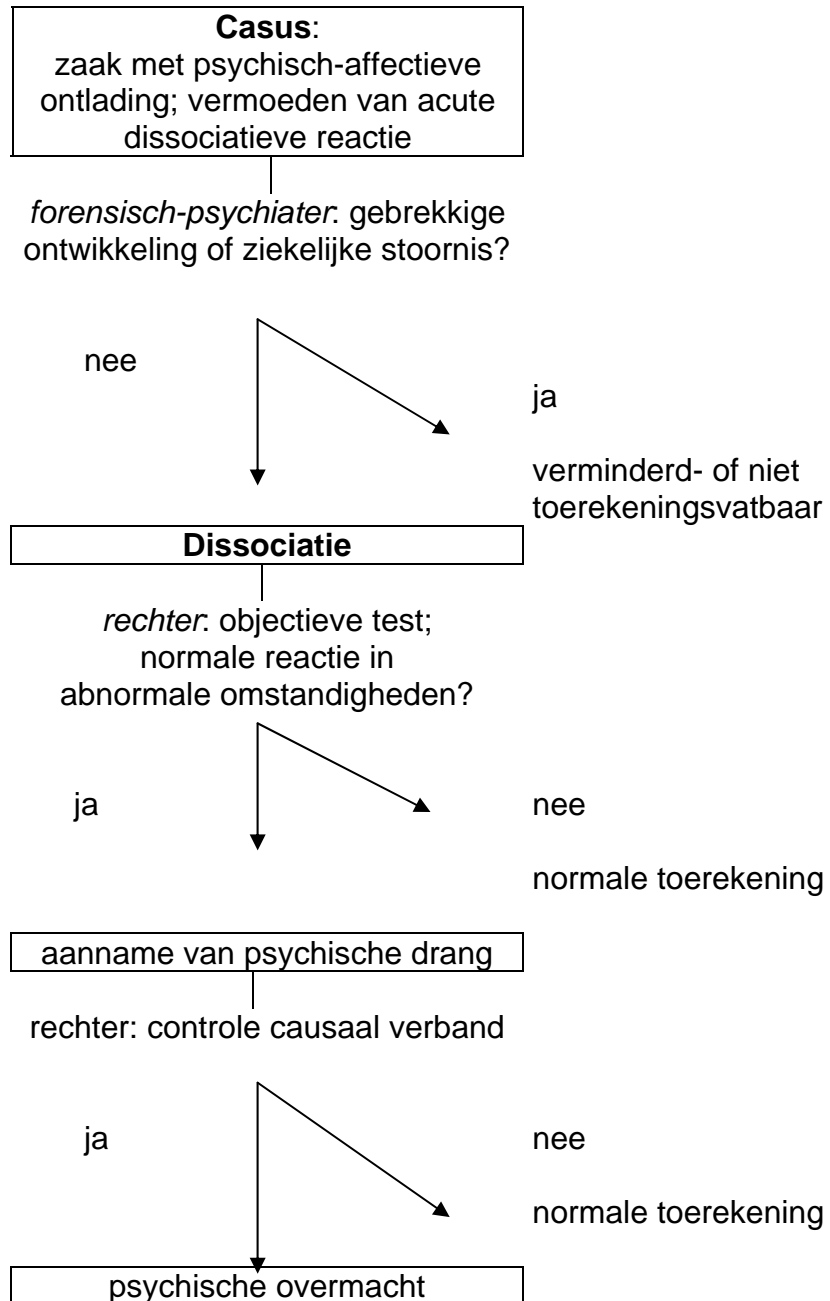 Casus:
zaak met psychisch-affectieve
ontlading; vermoeden van acute
dissociatieve reactie
forensisch-psychiater: gebrekkige
ontwikkeling of ziekelijke stoornis?
nee
ja
verminderd- of niet
toerekeningsvatbaar
Dissociatie
rechter: objectieve test;
normale reactie in
abnormale omstandigheden?
ja
nee
normale toerekening
aanname van psychische drang
rechter: controle causaal verband
ja
nee
normale toerekening
psychische overmacht